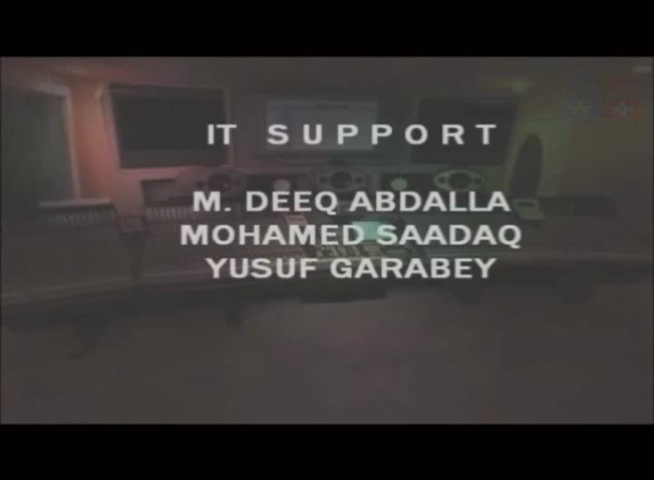 IT SUPPORT
M. DEEQ ABDALLA
MOHAMED SAADAQ
YUSUF GARABEY